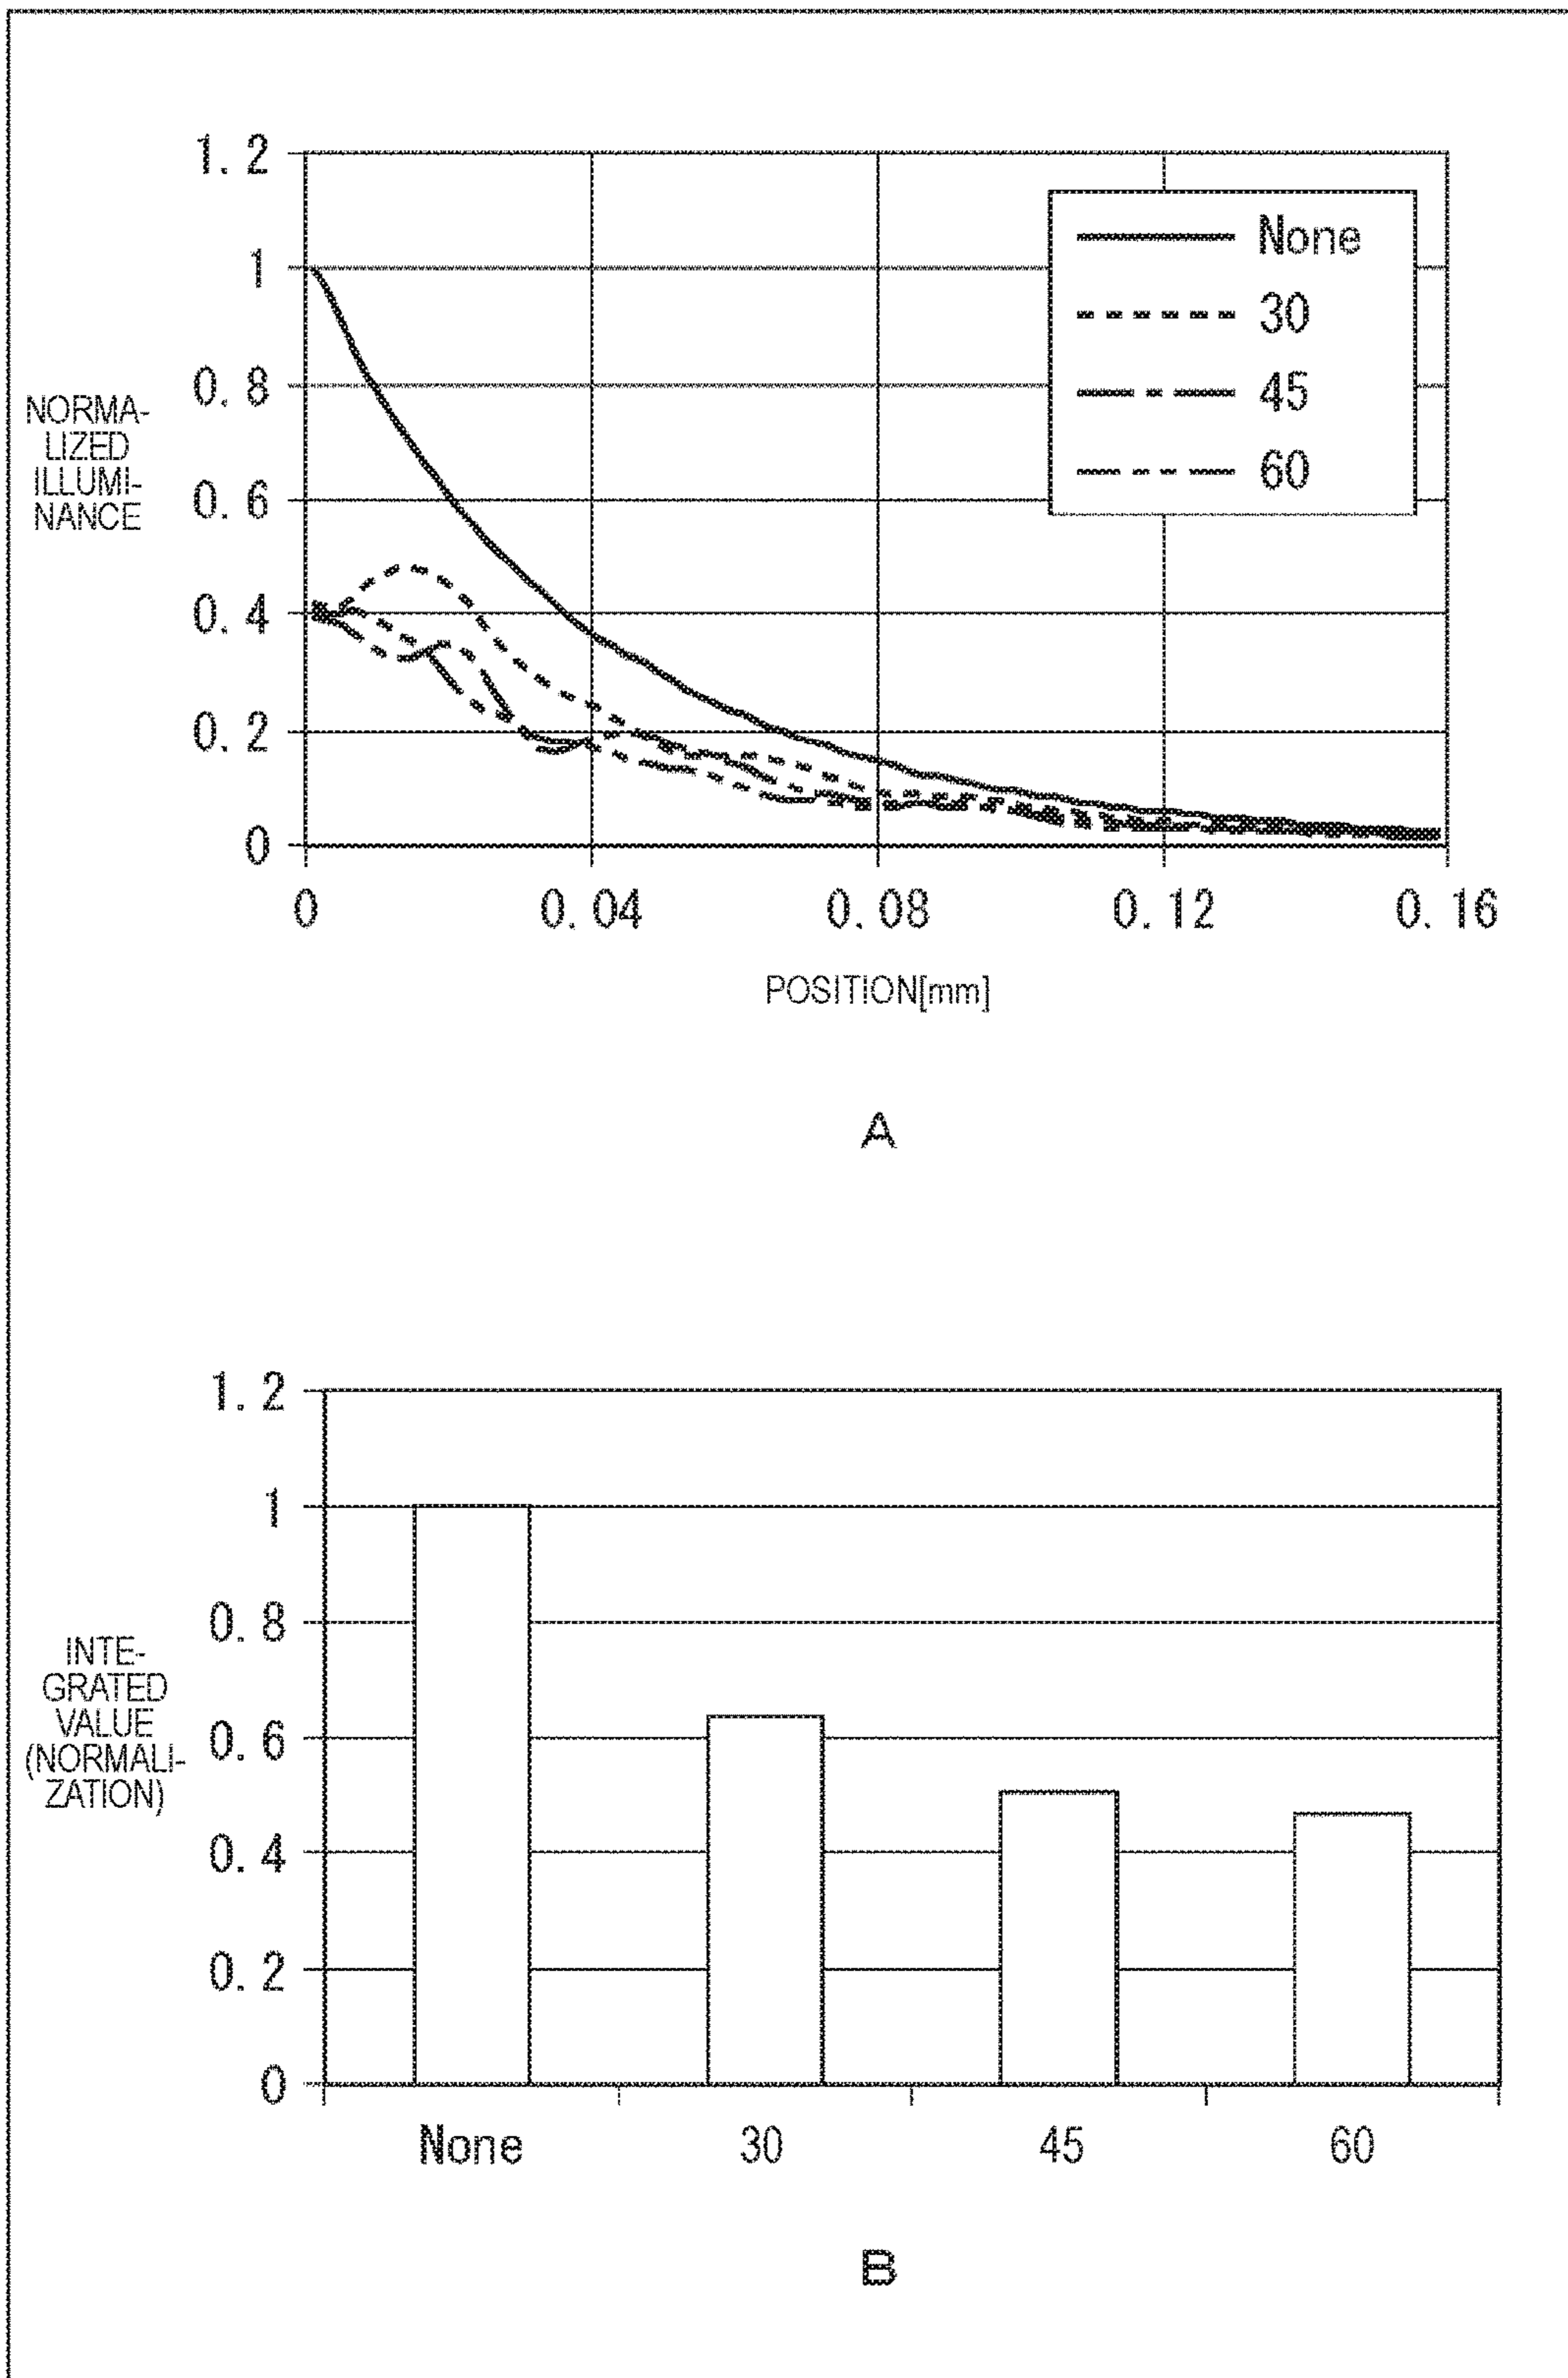 1.2
1
0.8
0.6
0.4
0.2
0
NORMA-
LIZED
ILLUMI-
NANCE
None
30
45
60
0 0.04 0.08 0.12 0.16
POSITION[mm]
A
1.2
1
0.8
0.6
0.4
0.2
0
INTE-
GRATED
VALUE
(NORMALI-
ZATION)
None 30 45 60
B